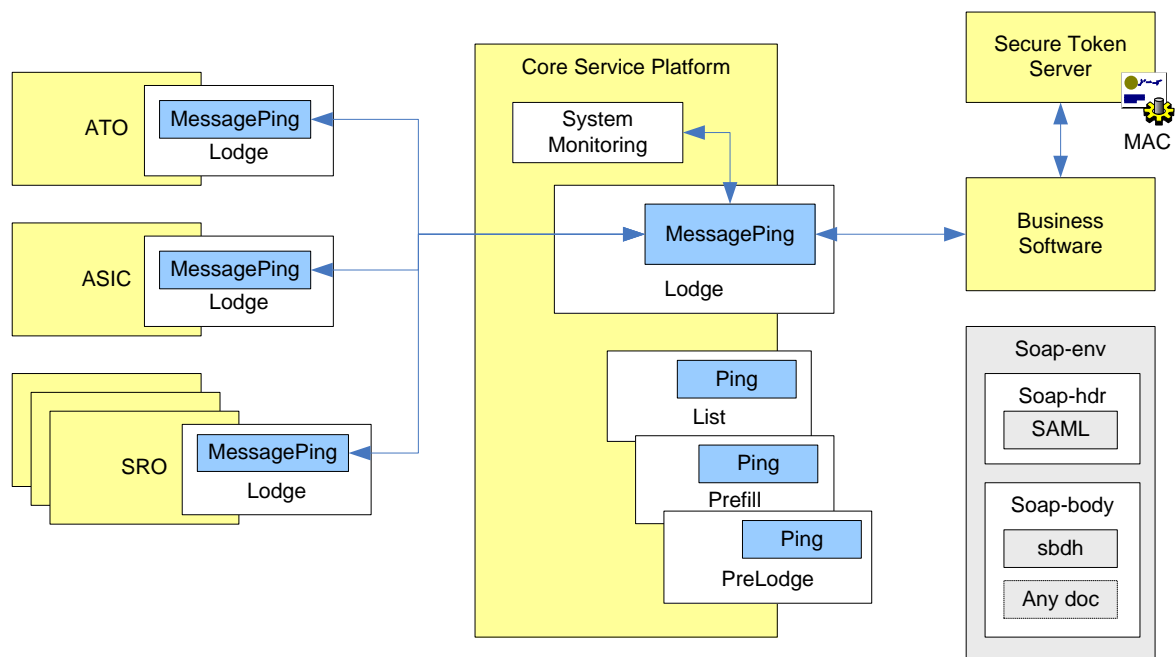 ATO
MessagePing
Lodge
ASIC
MessagePing
Lodge
SRO
MessagePing
Lodge
Core Service Platform
System
Monitoring
MessagePing
Lodge
Ping
List
Ping
Prefill
Ping
PreLodge
Secure Token
Server
MAC
Business
Software
Soap-env
Soap-hdr
SAML
Soap-body
sbdh
Any doc